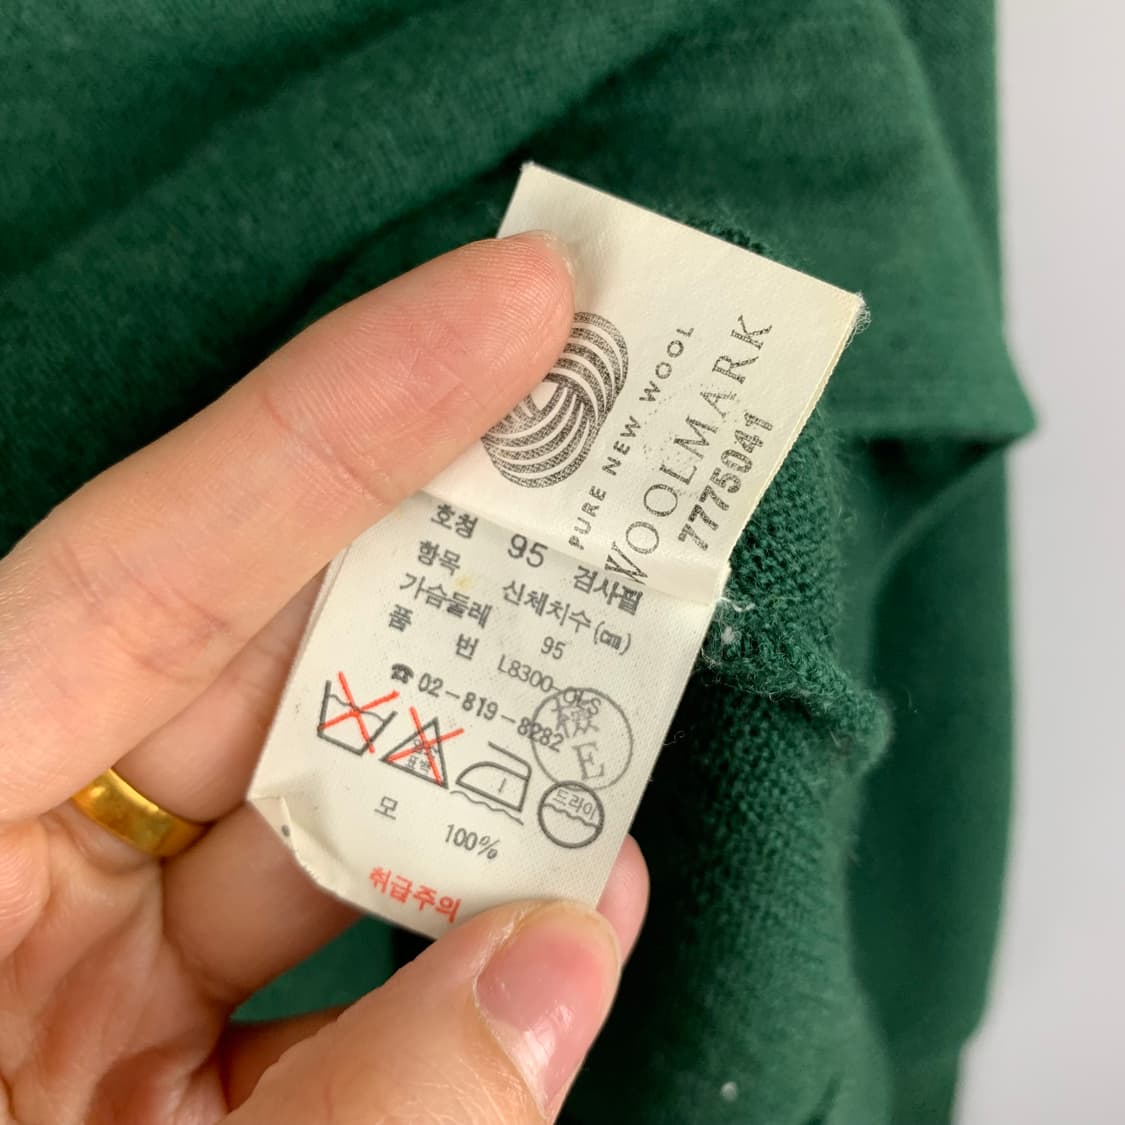 PURE NEW WOOL
WOOLMARK
7775041
호칭 95 검사필
항목 신체치수(㎝)
가슴둘레 95
품 번 L8300-OLS
☎ 02-819-8282
표백
드라이
모 100%
취급주의